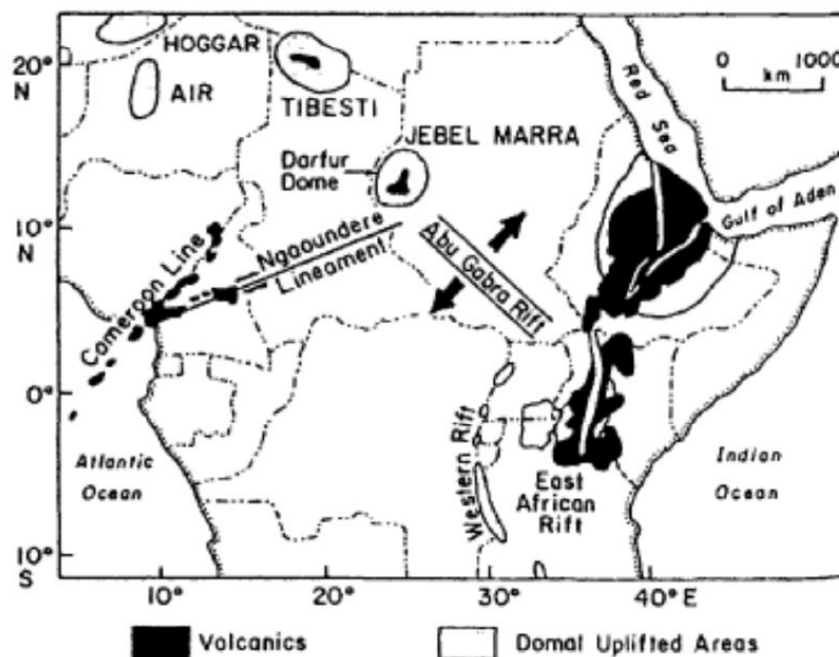 HOGGAR
20°
N
AIR
TIBESTI
0 1000
km
Red Sea
JEBEL MARRA
Darfur
Dome
Gulf of Aden
10°
N
Ngaoundere
Lineament
Abu Gabra Rift
Cameroon Line
0°
Atlantic
Ocean
Western Rift
East
African
Rift
Indian
Ocean
10°
S
10° 20° 30° 40° E 50°
Volcanics Domal Uplifted Areas